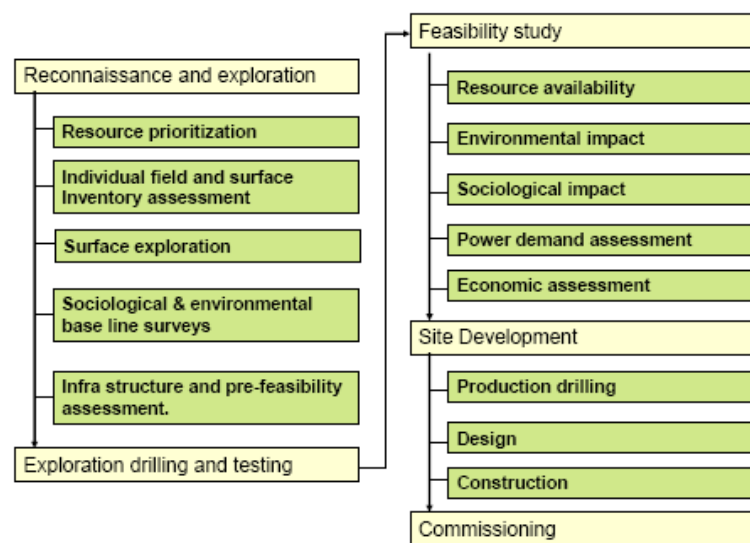 Reconnaissance and exploration
Resource prioritization
Individual field and surface
Inventory assessment
Surface exploration
Sociological & environmental
base line surveys
Infra structure and pre-feasibility
assessment.
Exploration drilling and testing
Feasibility study
Resource availability
Environmental impact
Sociological impact
Power demand assessment
Economic assessment
Site Development
Production drilling
Design
Construction
Commissioning